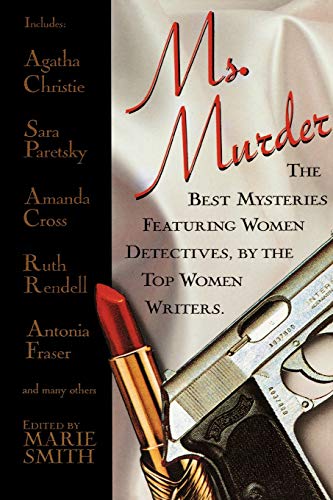 Includes:
Agatha
Christie
Sara
Paretsky
Amanda
Cross
Ruth
Rendell
Antonia
Fraser
and many others
EDITED BY
MARIE
SMITH
Ms.
Murder
THE
BEST MYSTERIES
FEATURING WOMEN
DETECTIVES, BY THE
TOP WOMEN
WRITERS.